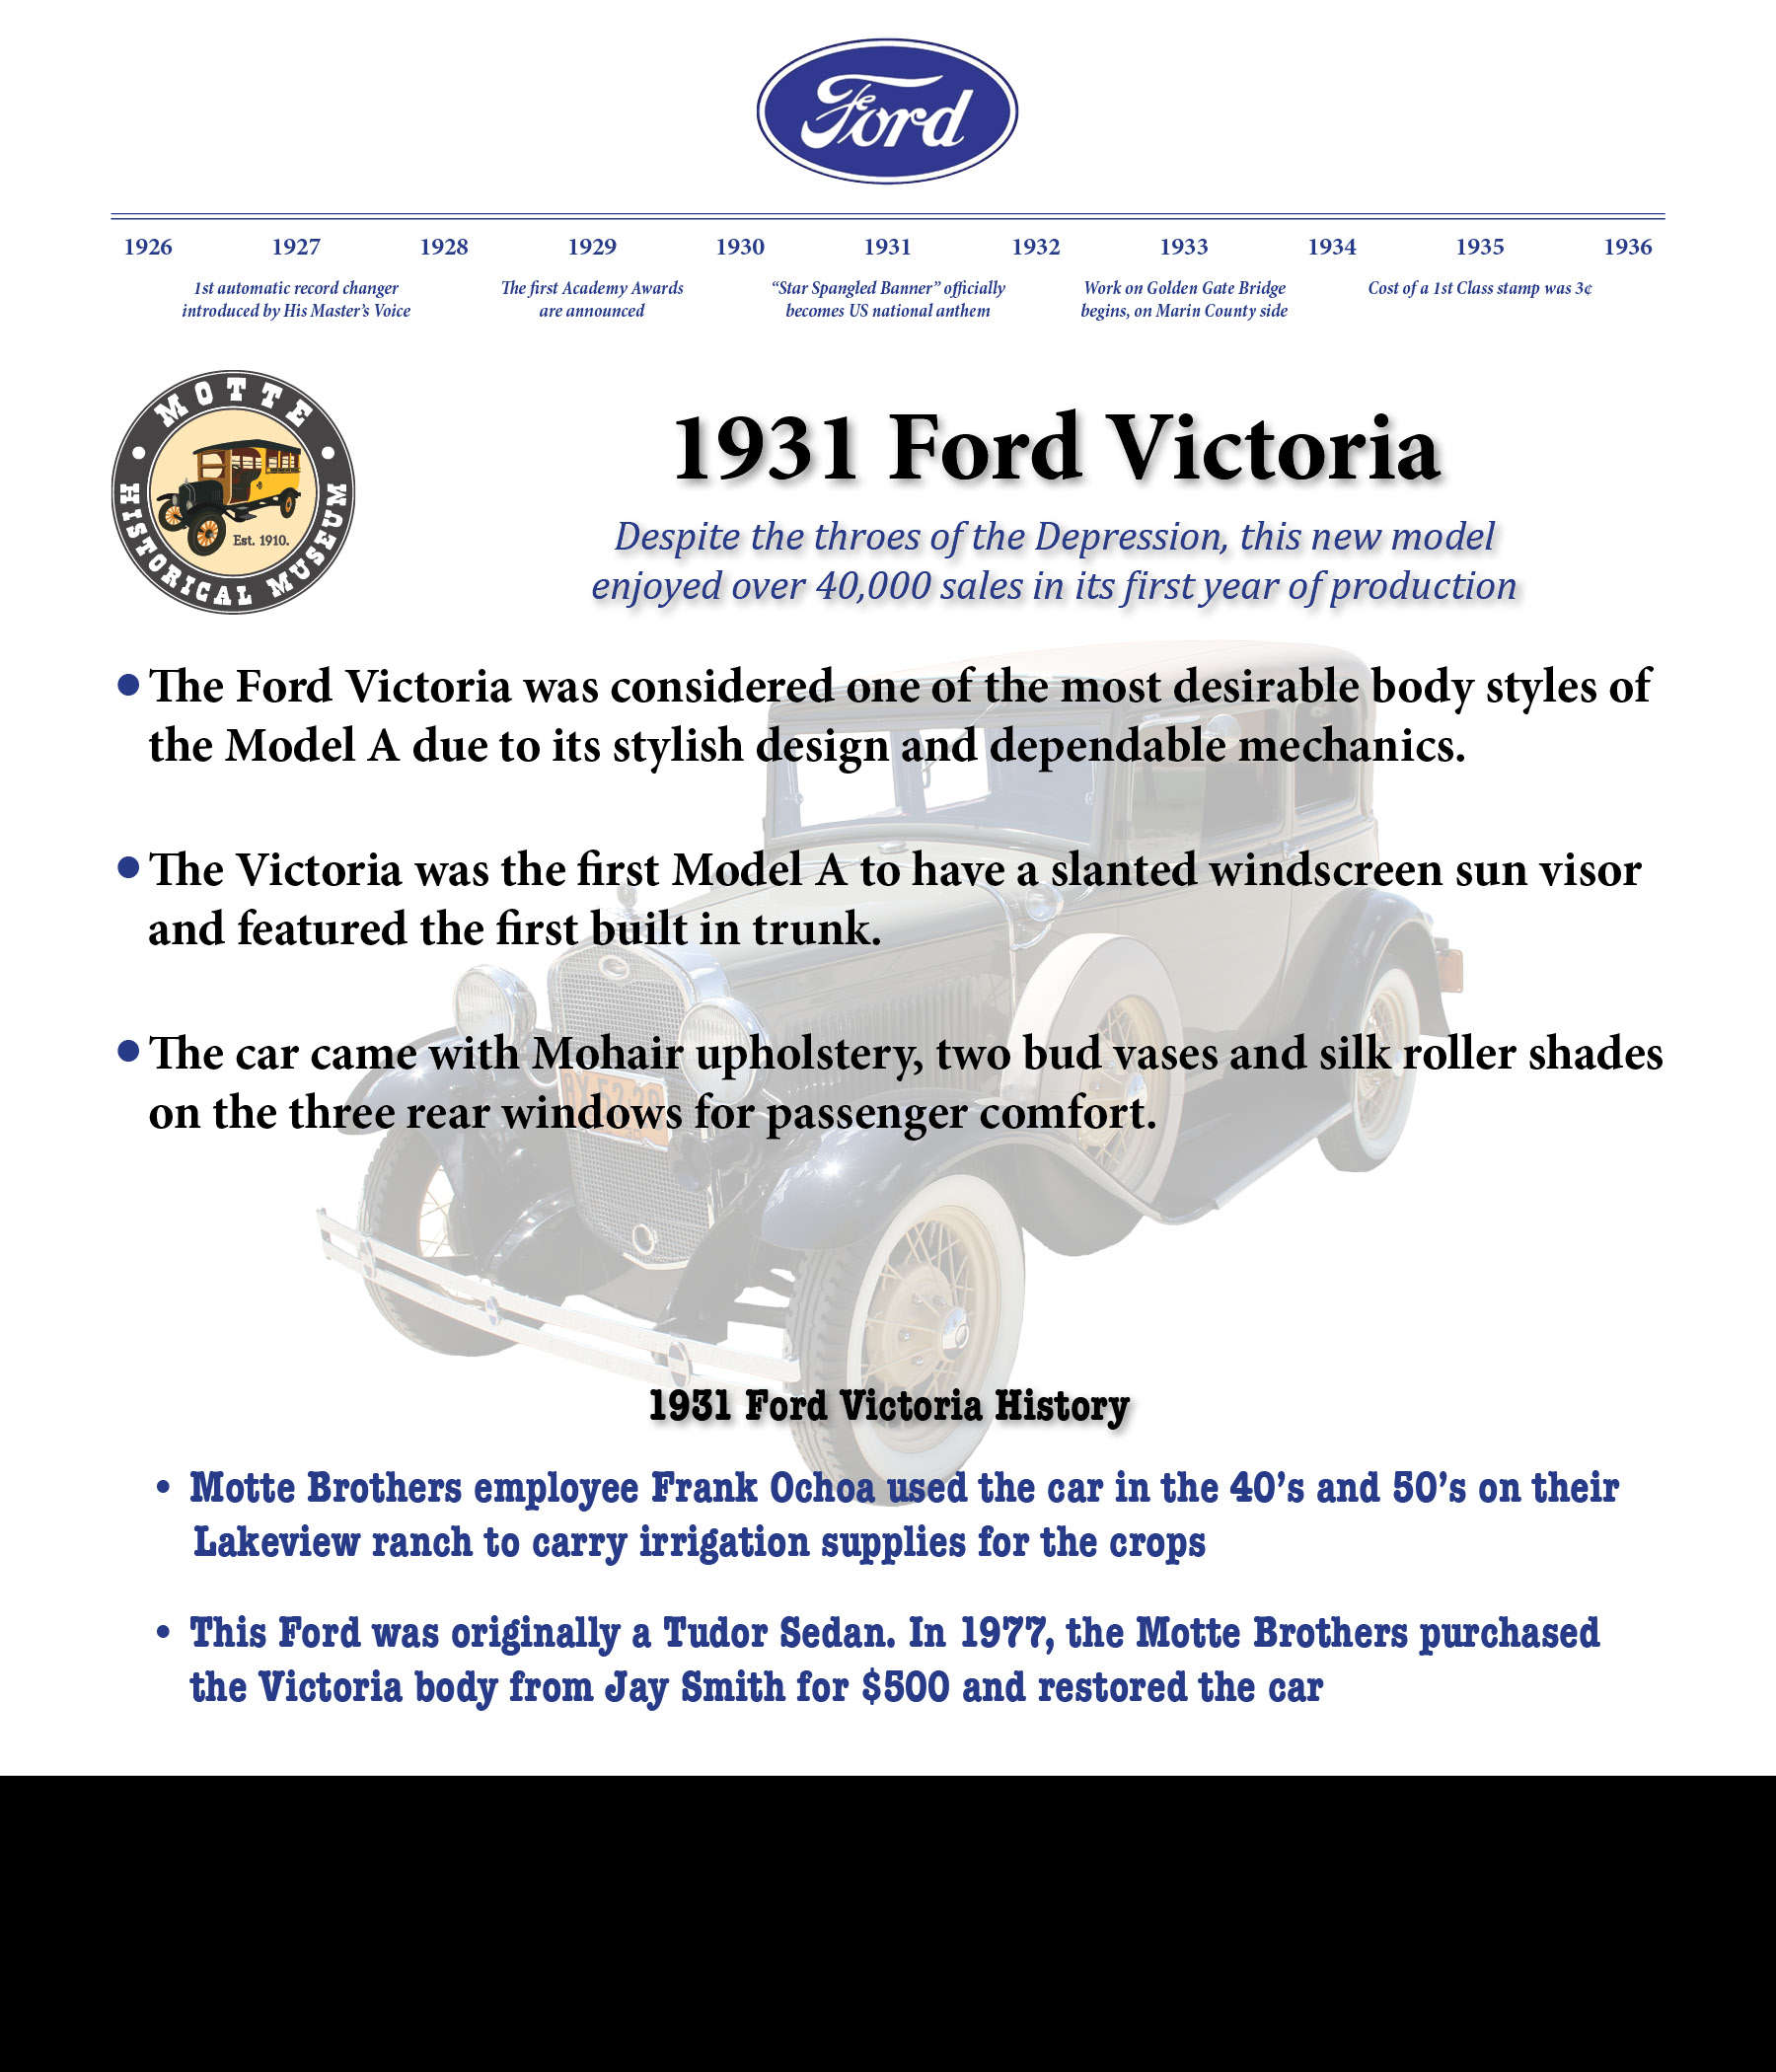 Ford
1926 1927 1928 1929 1930 1931 1932 1933 1934 1935 1936
1st automatic record changer
introduced by His Master's Voice
The first Academy Awards
are announced
“Star Spangled Banner” officially
becomes US national anthem
Work on Golden Gate Bridge
begins, on Marin County side
Cost of a 1st Class stamp was 3¢
MOTTE
HISTORICAL MUSEUM
Est. 1910.
1931 Ford Victoria
Despite the throes of the Depression, this new model
enjoyed over 40,000 sales in its first year of production
• The Ford Victoria was considered one of the most desirable body styles of
the Model A due to its stylish design and dependable mechanics.
• The Victoria was the first Model A to have a slanted windscreen sun visor
and featured the first built in trunk.
• The car came with Mohair upholstery, two bud vases and silk roller shades
on the three rear windows for passenger comfort.
1931 Ford Victoria History
• Motte Brothers employee Frank Ochoa used the car in the 40’s and 50’s on their
Lakeview ranch to carry irrigation supplies for the crops
• This Ford was originally a Tudor Sedan. In 1977, the Motte Brothers purchased
the Victoria body from Jay Smith for $500 and restored the car